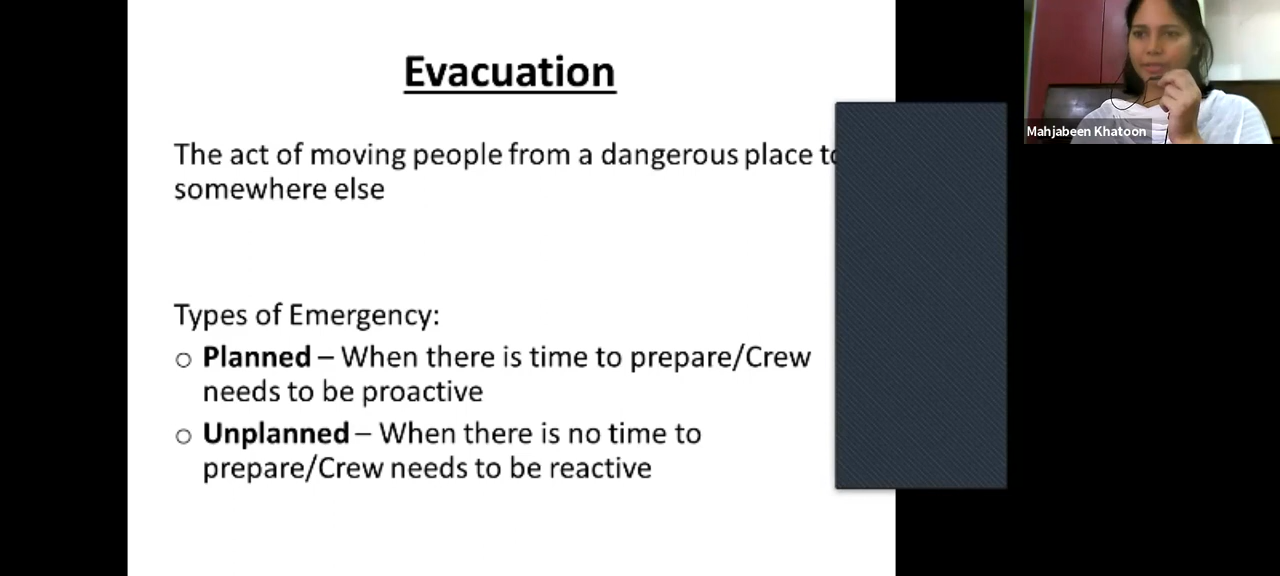 Evacuation
The act of moving people from a dangerous place to
somewhere else
Types of Emergency:
o Planned – When there is time to prepare/Crew
needs to be proactive
o Unplanned – When there is no time to
prepare/Crew needs to be reactive
Mahjabeen Khatoon